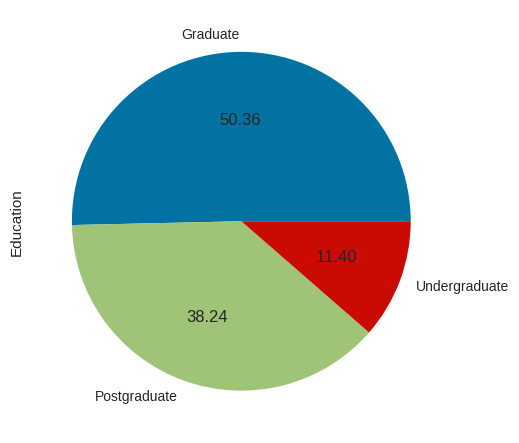 Graduate
50.36
Education
11.40
Undergraduate
38.24
Postgraduate